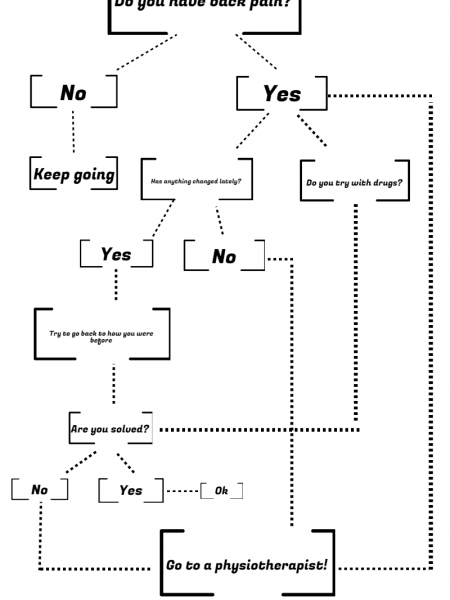 Do you have back pain?
No
Yes
Keep going
Has anything changed lately?
Do you try with drugs?
Yes
No
Try to go back to how you were
before
Are you solved?
No
Yes
Ok
Go to a physiotherapist!